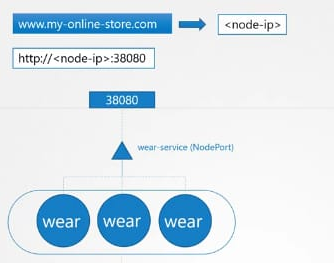 www.my-online-store.com
<node-ip>
http://<node-ip>:38080
38080
wear-service (NodePort)
wear wear wear